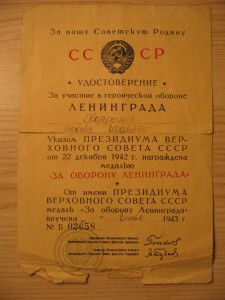 За нашу Советскую Родину
СССР
УДОСТОВЕРЕНИЕ
За участие в героической обороне
ЛЕНИНГРАДА
Указом ПРЕЗИДИУМА ВЕР-
ХОВНОГО СОВЕТА СССР
от 22 декабря 1942 г. награждена
медалью
«ЗА ОБОРОНУ ЛЕНИНГРАДА»
От имени ПРЕЗИДИУМА
ВЕРХОВНОГО СОВЕТА СССР
медаль «За оборону Ленинграда»
вручена 1943 г.
№ Б 02658